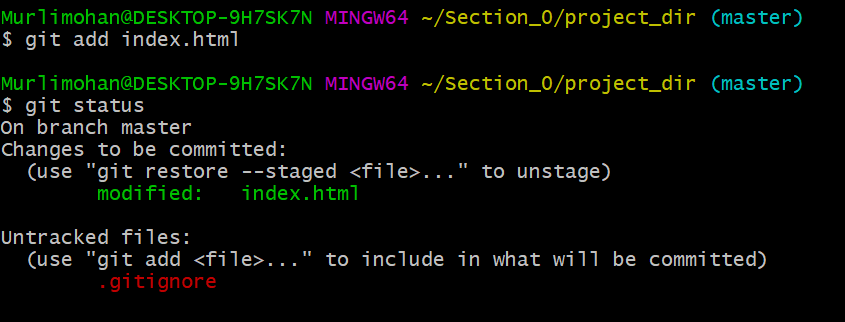 Murlimohan@DESKTOP-9H7SK7N MINGW64 ~/Section_0/project_dir (master)
$ git add index.html
Murlimohan@DESKTOP-9H7SK7N MINGW64 ~/Section_0/project_dir (master)
$ git status
On branch master
Changes to be committed:
  (use "git restore --staged <file>..." to unstage)
        modified:   index.html
Untracked files:
  (use "git add <file>..." to include in what will be committed)
        .gitignore